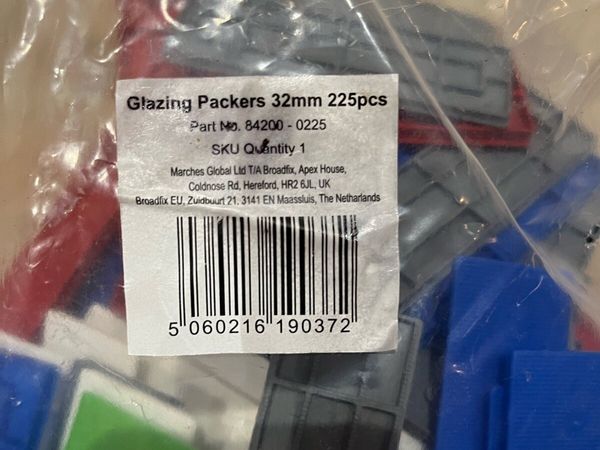 Glazing Packers 32mm 225pcs
Part No. 84200 - 0225
SKU Quantity 1
Marches Global Ltd T/A Broadfix, Apex House,
Coldnose Rd, Hereford, HR2 6JL, UK
Broadfix EU, Zuidbuurt 21, 3141 EN Maassluis, The Netherlands
5 060216 190372